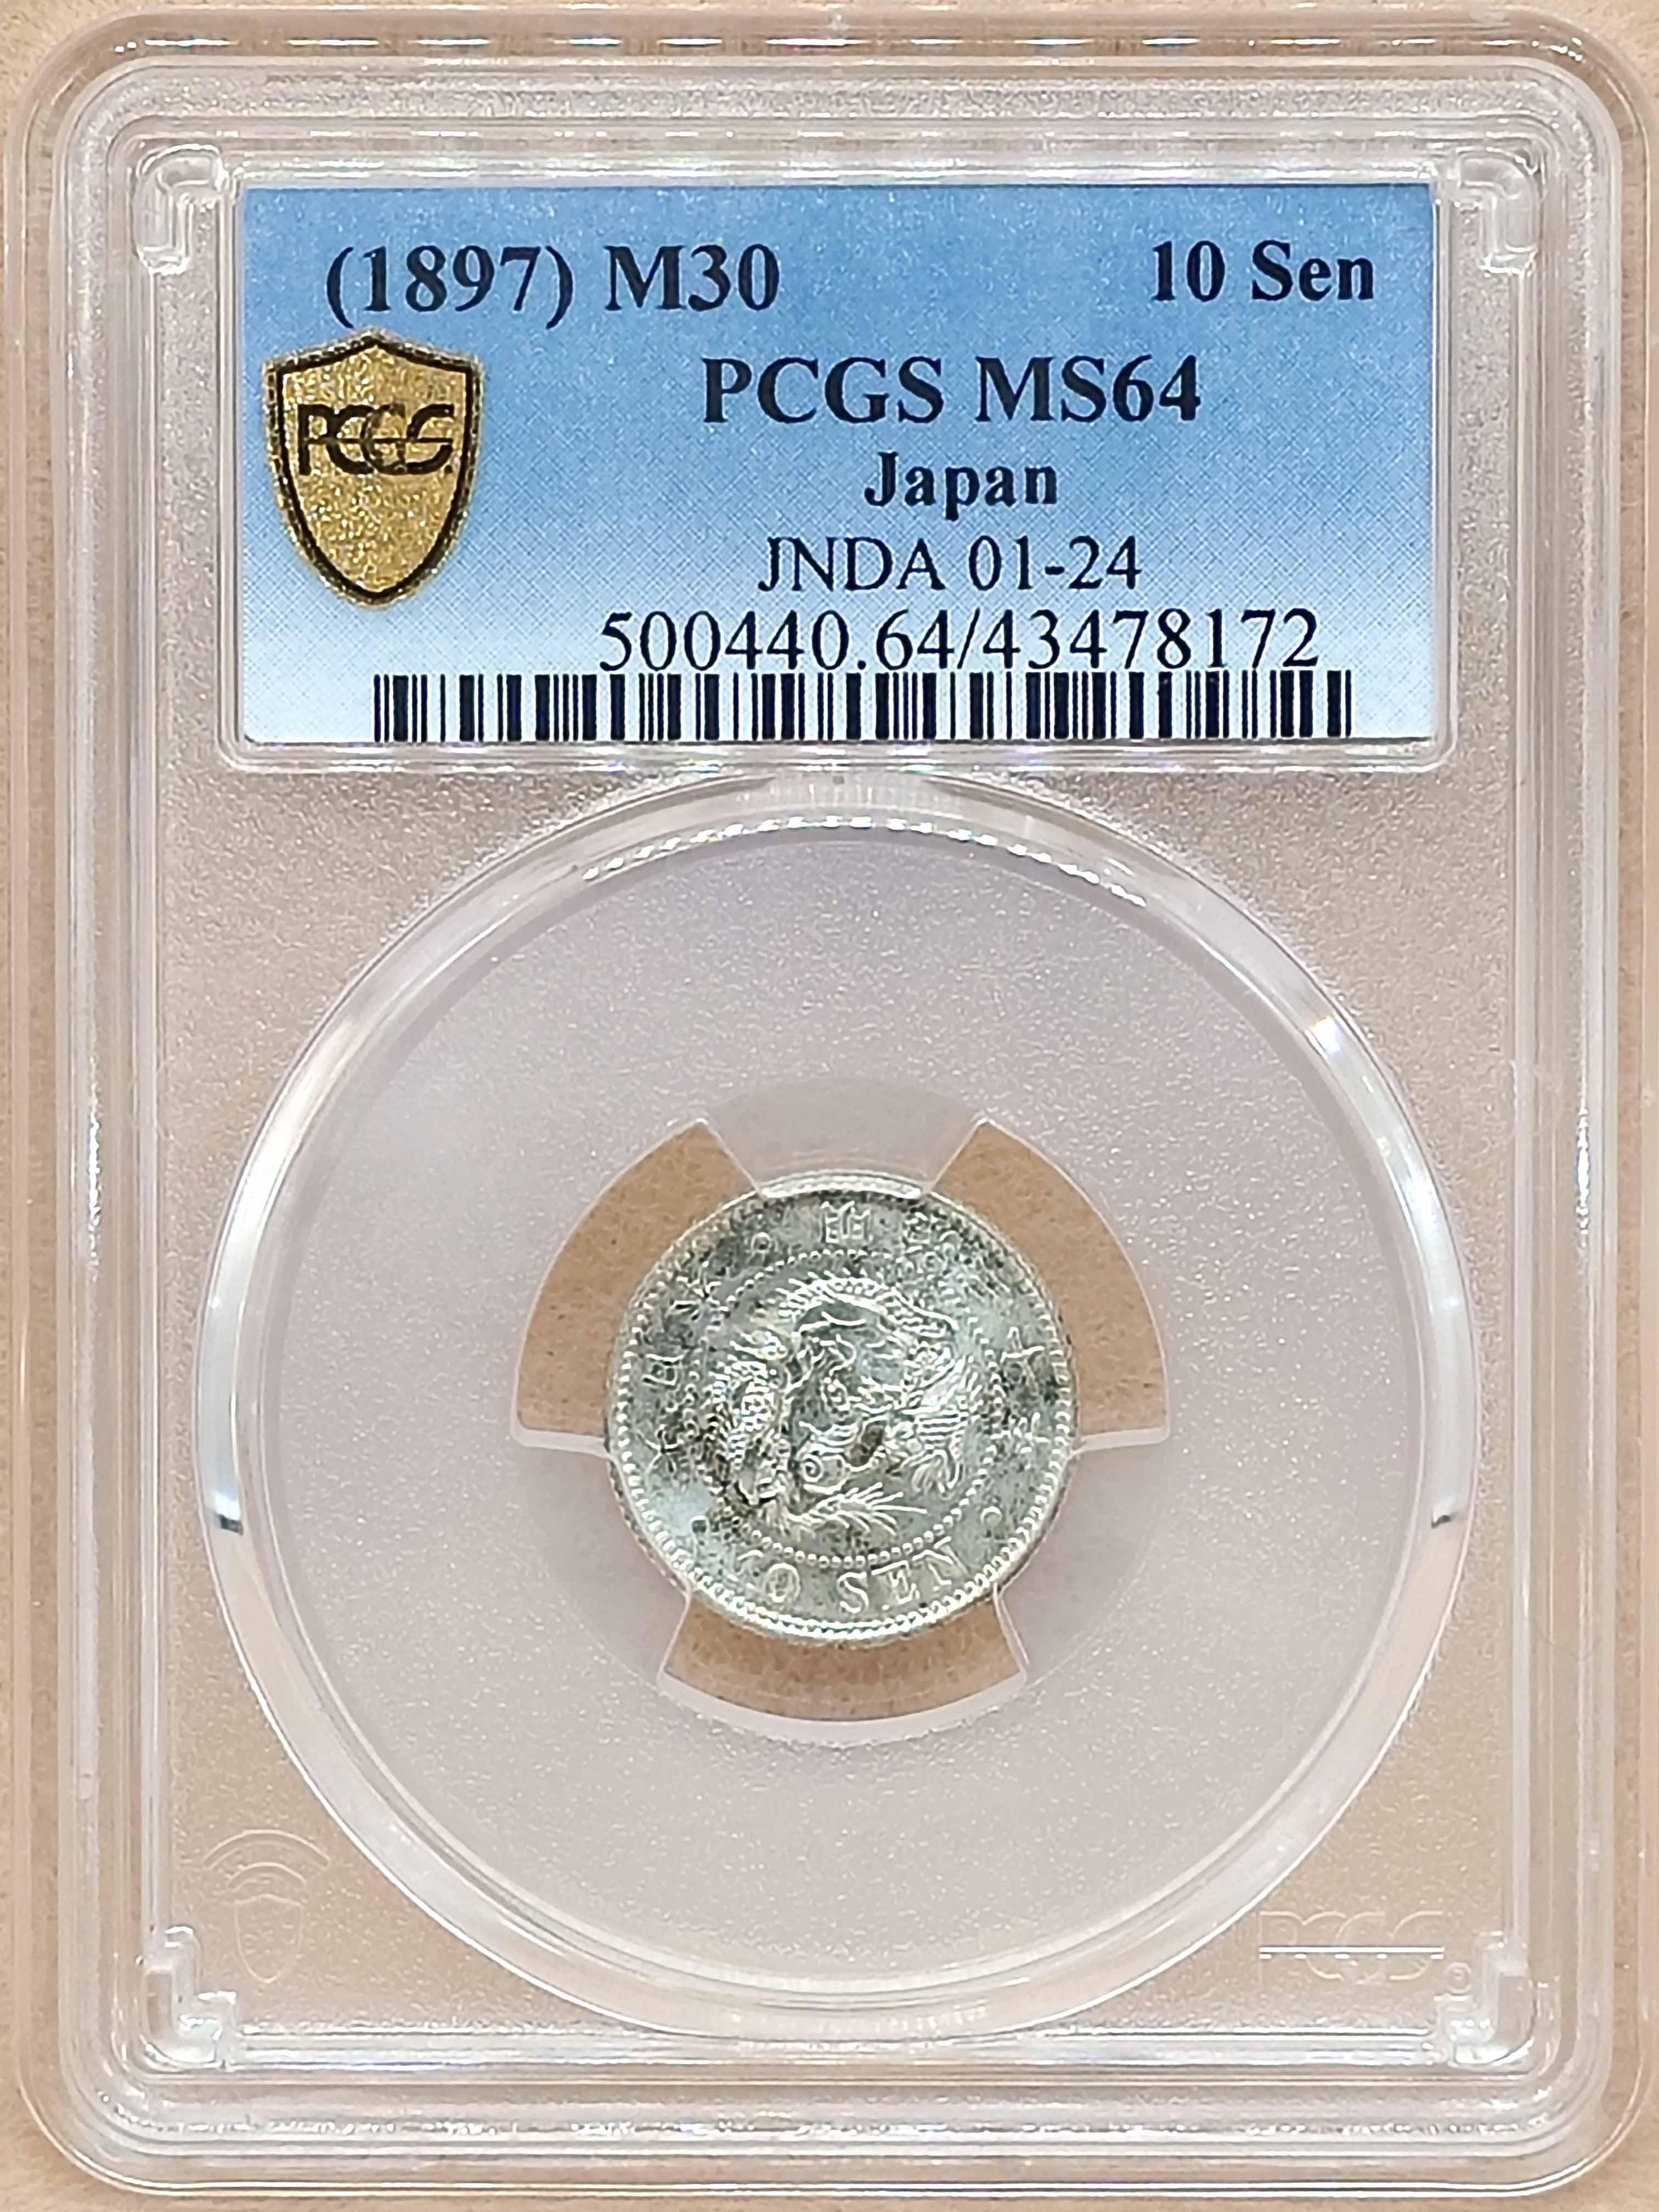 (1897) M30 10 Sen
PCGS MS64
PCGS
Japan
JNDA 01-24
500440.64/43478172
10 SEN
PCGS